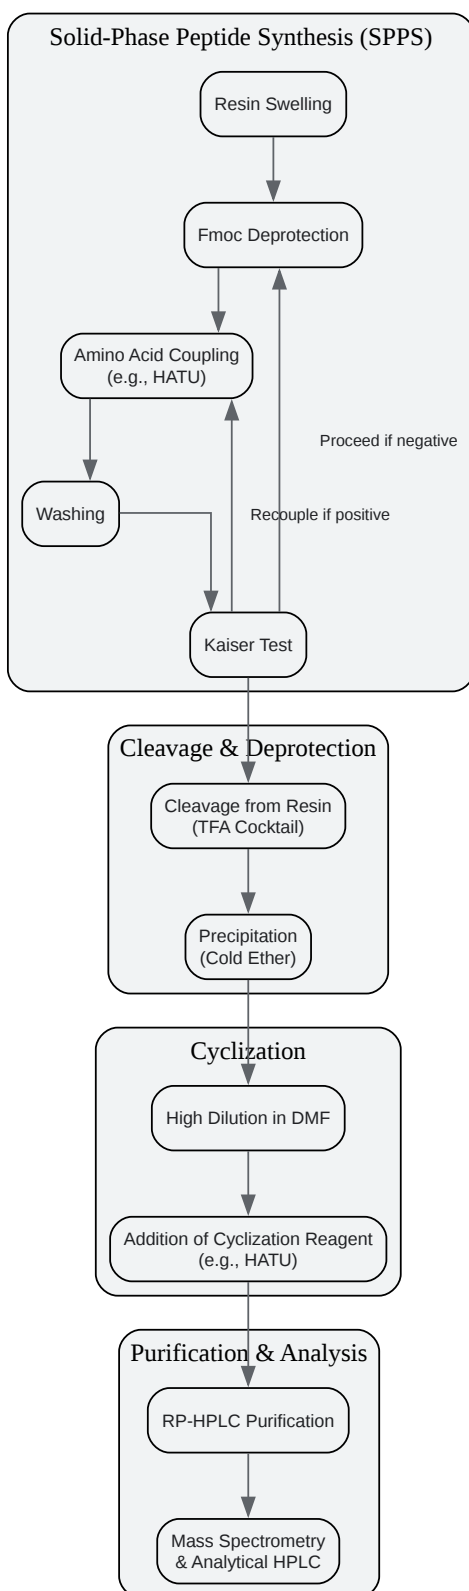 Solid-Phase Peptide Synthesis (SPPS)
Resin Swelling
Fmoc Deprotection
Amino Acid Coupling
(e.g., HATU)
Proceed if negative
Washing
Recouple if positive
Kaiser Test
Cleavage & Deprotection
Cleavage from Resin
(TFA Cocktail)
Precipitation
(Cold Ether)
Cyclization
High Dilution in DMF
Addition of Cyclization Reagent
(e.g., HATU)
Purification & Analysis
RP-HPLC Purification
Mass Spectrometry
& Analytical HPLC